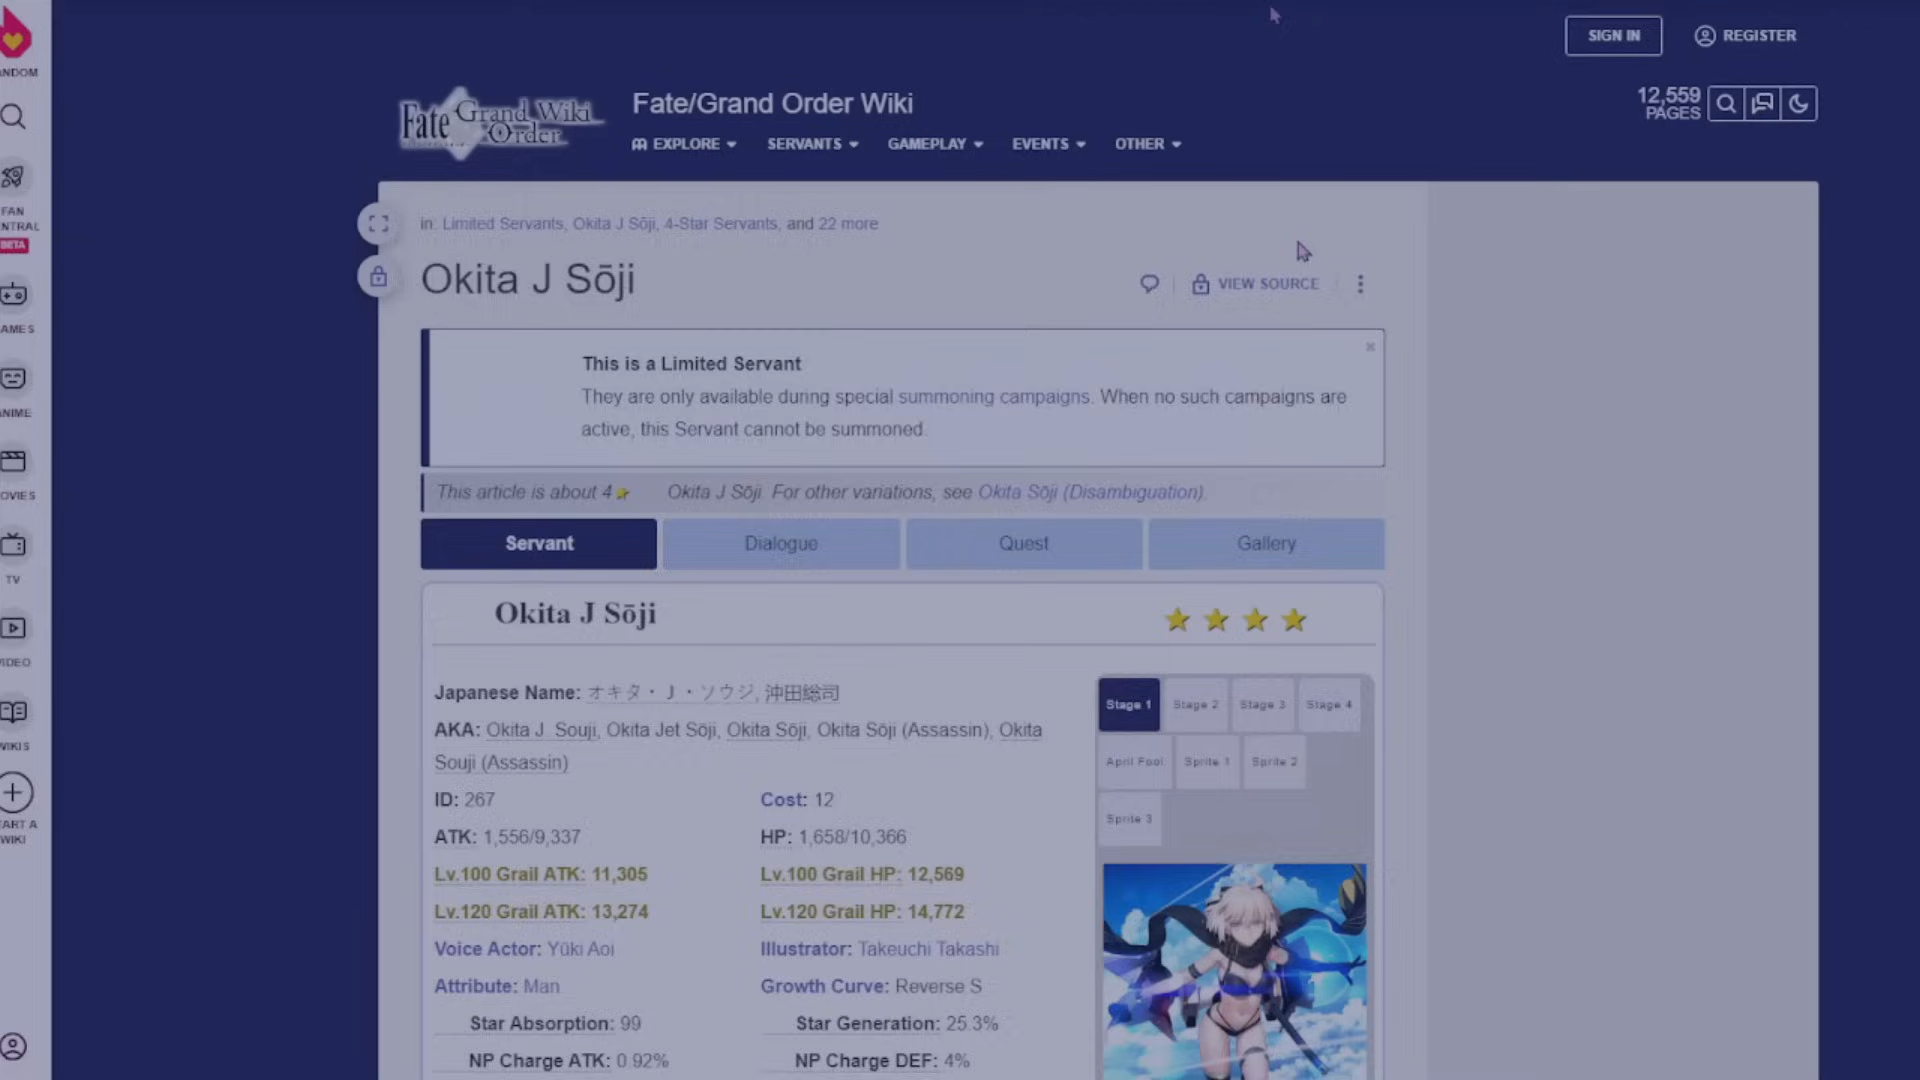 SIGN IN
REGISTER
ANDOM
Fate Grand Wiki
Order
Fate/Grand Order Wiki
12,559
PAGES
EXPLORE
SERVANTS
GAMEPLAY
EVENTS
OTHER
FAN
NTRAL
BETA
AMES
ANIME
OVIES
TV
VIDEO
WIKIS
TART A
WIKI
in: Limited Servants, Okita J Sōji, 4-Star Servants, and 22 more
Okita J Sōji
VIEW SOURCE
This is a Limited Servant
They are only available during special summoning campaigns. When no such campaigns are
active, this Servant cannot be summoned.
This article is about 4 Okita J Sōji. For other variations, see Okita Sōji (Disambiguation).
Servant
Dialogue
Quest
Gallery
Okita J Sōji
Japanese Name: オキタ・J・ソウジ, 沖田総司
AKA: Okita J. Souji, Okita Jet Sōji, Okita Sōji, Okita Sōji (Assassin), Okita
Souji (Assassin)
ID: 267
Cost: 12
ATK: 1,556/9,337
HP: 1,658/10,366
Lv.100 Grail ATK: 11,305
Lv.100 Grail HP: 12,569
Lv.120 Grail ATK: 13,274
Lv.120 Grail HP: 14,772
Voice Actor: Yūki Aoi
Illustrator: Takeuchi Takashi
Attribute: Man
Growth Curve: Reverse S
Star Absorption: 99
Star Generation: 25.3%
NP Charge ATK: 0.92%
NP Charge DEF: 4%
Stage 1
Stage 2
Stage 3
Stage 4
April Fool
Sprite 1
Sprite 2
Sprite 3